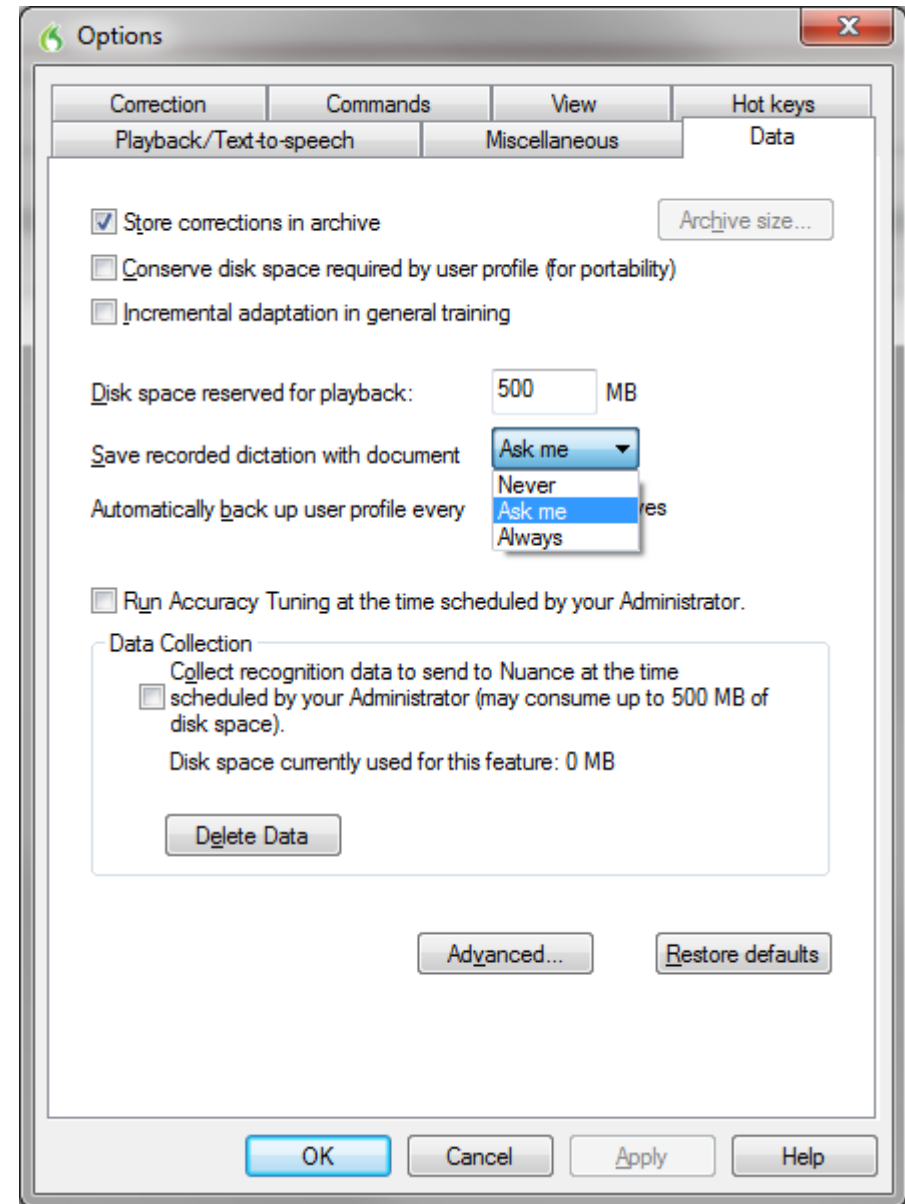 Options
Correction Commands View Hot keys
Playback/Text-to-speech Miscellaneous Data
Store corrections in archive Archive size...
Conserve disk space required by user profile (for portability)
Incremental adaptation in general training
Disk space reserved for playback: 500 MB
Save recorded dictation with document Ask me
Never
Automatically back up user profile every Ask me
Always
Run Accuracy Tuning at the time scheduled by your Administrator.
Data Collection
Collect recognition data to send to Nuance at the time
scheduled by your Administrator (may consume up to 500 MB of
disk space).
Disk space currently used for this feature: 0 MB
Delete Data
Advanced... Restore defaults
OK Cancel Apply Help